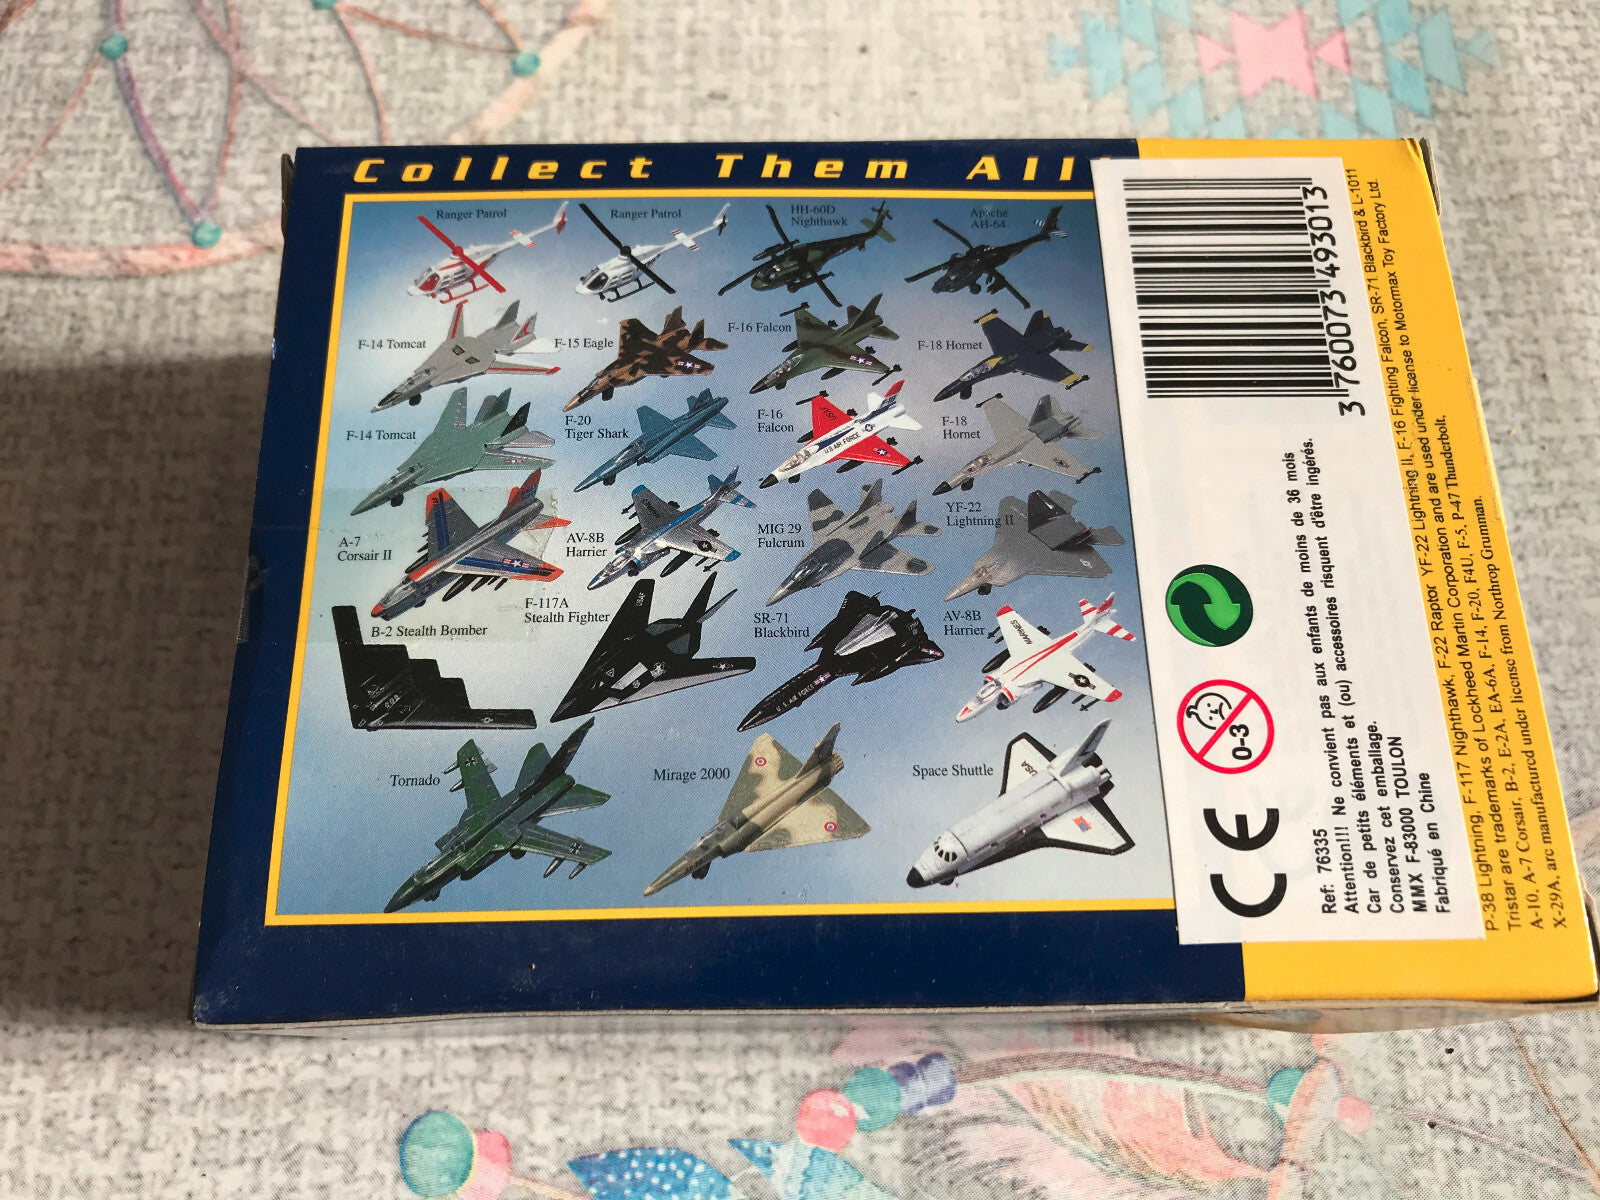 Collect Them All
Ranger Patrol
Ranger Patrol
HH-60D
Nighthawk
Apache
AH-64
F-14 Tomcat
F-15 Eagle
F-16 Falcon
F-18 Hornet
F-14 Tomcat
F-20
Tiger Shark
F-16
Falcon
USAF
U.S. AIR FORCE
F-18
Hornet
A-7
Corsair II
AV-8B
Harrier
MIG 29
Fulcrum
YF-22
Lightning II
B-2 Stealth Bomber
F-117A
Stealth Fighter
USAF
SR-71
Blackbird
U.S. AIR FORCE
AV-8B
Harrier
MARINES
Tornado
Mirage 2000
Space Shuttle
USA
3 760073 493013
0-3
CE
Ref: 76335
Attention!!! Ne convient pas aux enfants de moins de 36 mois
Car de petits éléments et (ou) accessoires risquent d'être ingérés.
Conservez cet emballage.
MMX F-83000 TOULON
Fabriqué en Chine
P-38 Lightning, F-117 Nighthawk, F-22 Raptor YF-22 Lightning II, F-16 Fighting Falcon, SR-71 Blackbird & L-1011
Tristar are trademarks of Lockheed Martin Corporation and are used under license to Motormax Toy Factory Ltd.
A-10, A-7 Corsair, B-2, E-2A, EA-6A, F-14, F-20, F4U, F-5, P-47 Thunderbolt,
X-29A, are manufactured under license from Northrop Grumman.